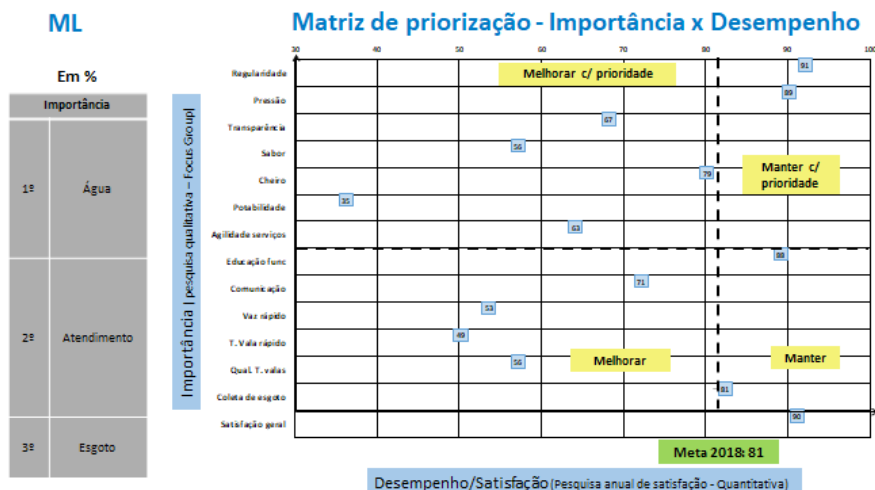 ML
Matriz de priorização - Importância x Desempenho
Em %
Importância
1º Água
2º Atendimento
3º Esgoto
Importância | pesquisa qualitativa – Focus Group|
30 40 50 60 70 80 90 100
Regularidade 91
Melhorar c/ prioridade
Pressão 89
Transparência 67
Sabor 56
Cheiro 79
Manter c/
prioridade
Potabilidade 35
Agilidade serviços 63
Educação func 88
Comunicação 71
Vaz rápido 53
T. Vala rápido 49
Qual. T. valas 56
Melhorar
Manter
Coleta de esgoto 81
Satisfação geral 90
Meta 2018: 81
Desempenho/Satisfação (Pesquisa anual de satisfação - Quantitativa)